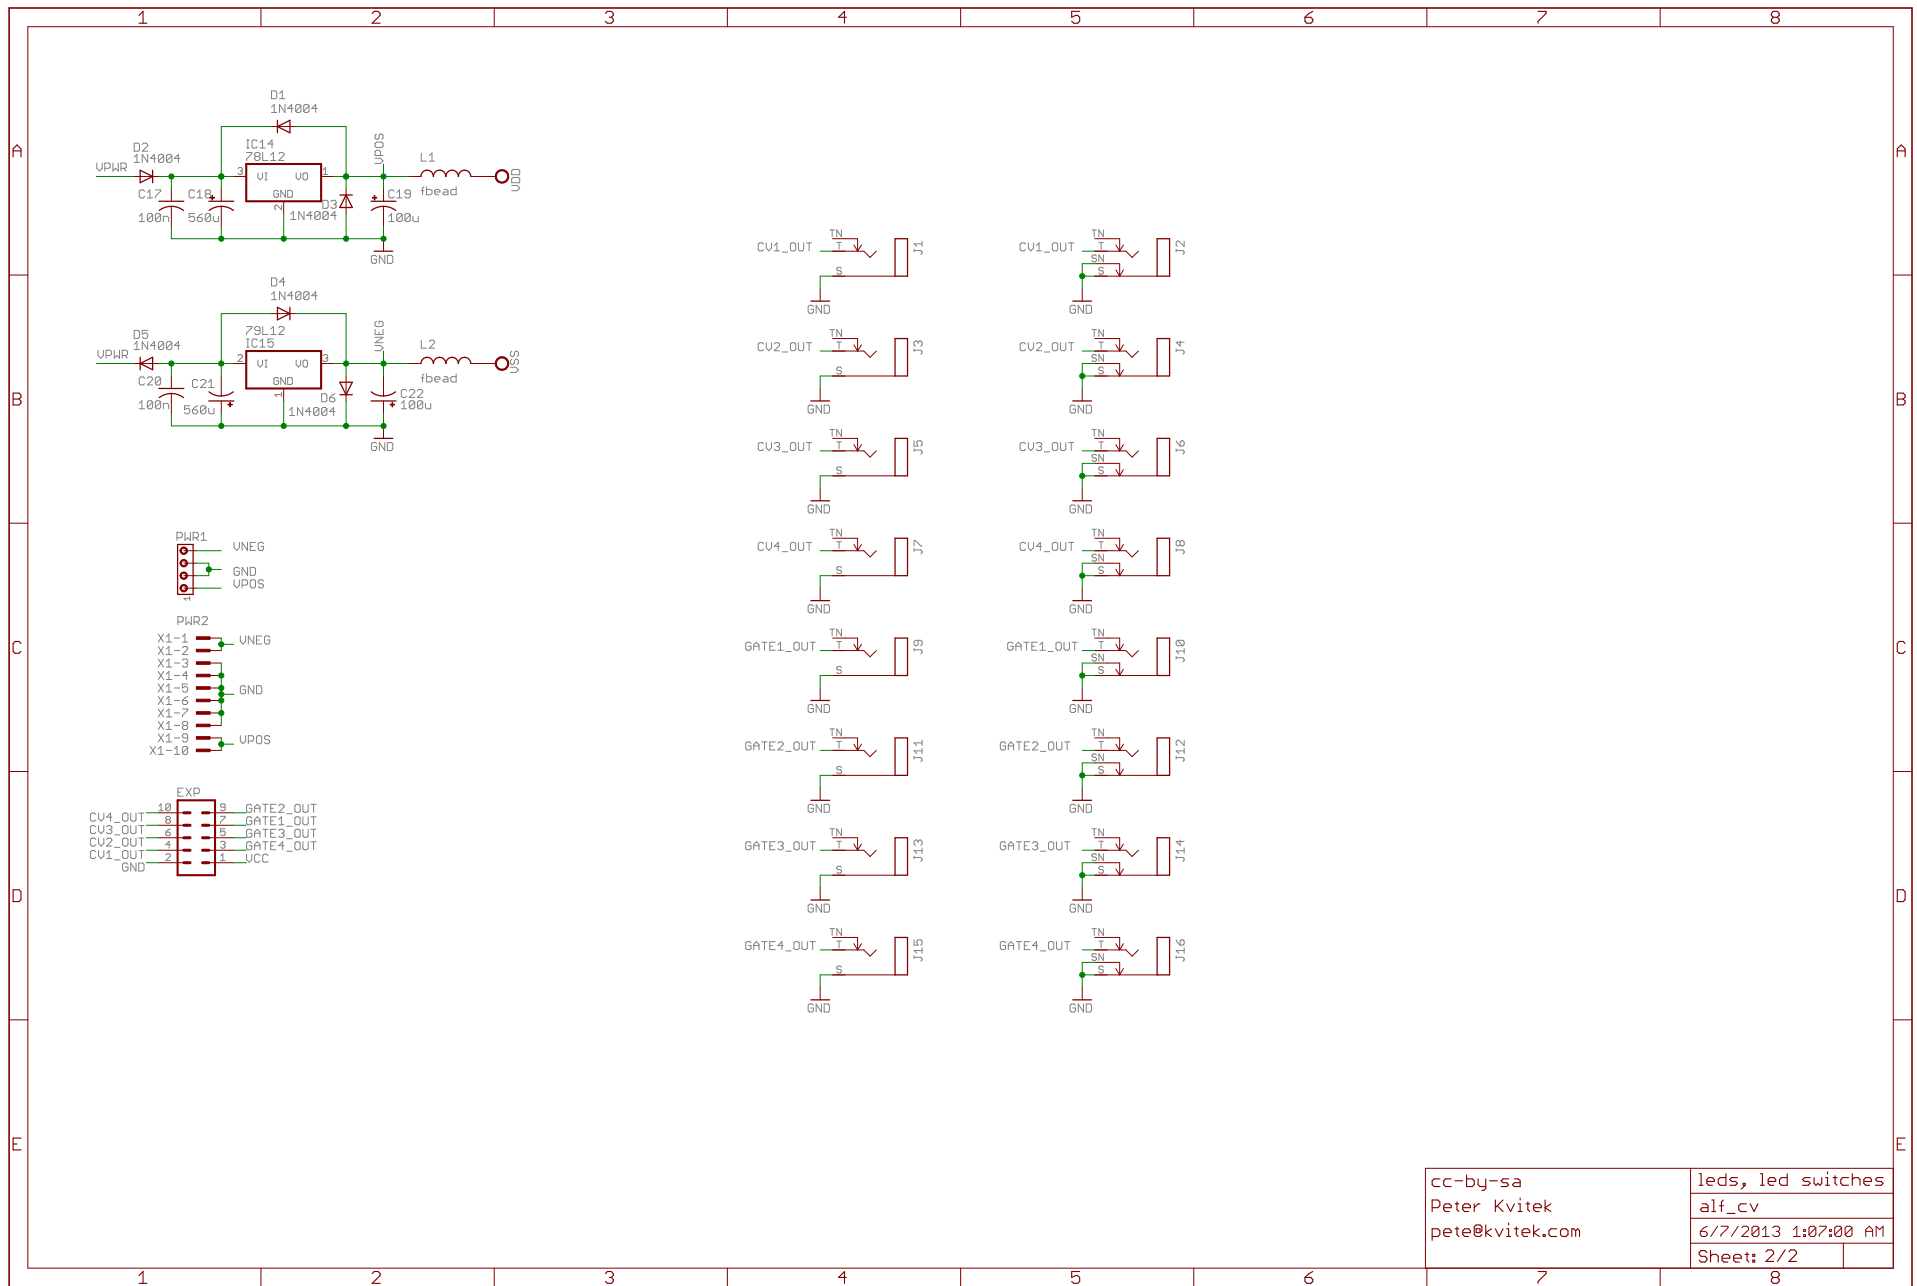 1 2 3 4 5 6 7 8
A A
D1
1N4004
D2
1N4004
VPWR
IC14
78L12
3 VI VO 1
GND
2
VPOS
L1
fbead
VDD
C17
100n
C18
560u
D3
1N4004
C19
100u
GND
D4
1N4004
D5
1N4004
VPWR
79L12
IC15
2 VI VO 3
GND
1
VNEG
L2
fbead
VSS
C20
100n
C21
560u
D6
1N4004
C22
100u
GND
B B
PWR1
VNEG
GND
VPOS
1
PWR2
X1-1
X1-2
X1-3
X1-4
X1-5
X1-6
X1-7
X1-8
X1-9
X1-10
VNEG
GND
VPOS
C C
EXP
10 9 GATE2_OUT
CV4_OUT 8 7 GATE1_OUT
CV3_OUT 6 5 GATE3_OUT
CV2_OUT 4 3 GATE4_OUT
CV1_OUT 2 1 VCC
GND
D D
CV1_OUT TN T S J1
GND
CV1_OUT TN T SN S J2
GND
CV2_OUT TN T S J3
GND
CV2_OUT TN T SN S J4
GND
CV3_OUT TN T S J5
GND
CV3_OUT TN T SN S J6
GND
CV4_OUT TN T S J7
GND
CV4_OUT TN T SN S J8
GND
GATE1_OUT TN T S J9
GND
GATE1_OUT TN T SN S J10
GND
GATE2_OUT TN T S J11
GND
GATE2_OUT TN T SN S J12
GND
GATE3_OUT TN T S J13
GND
GATE3_OUT TN T SN S J14
GND
GATE4_OUT TN T S J15
GND
GATE4_OUT TN T SN S J16
GND
E E
cc-by-sa
Peter Kvitek
pete@kvitek.com
leds, led switches
alf_cv
6/7/2013 1:07:00 AM
Sheet: 2/2
1 2 3 4 5 6 7 8